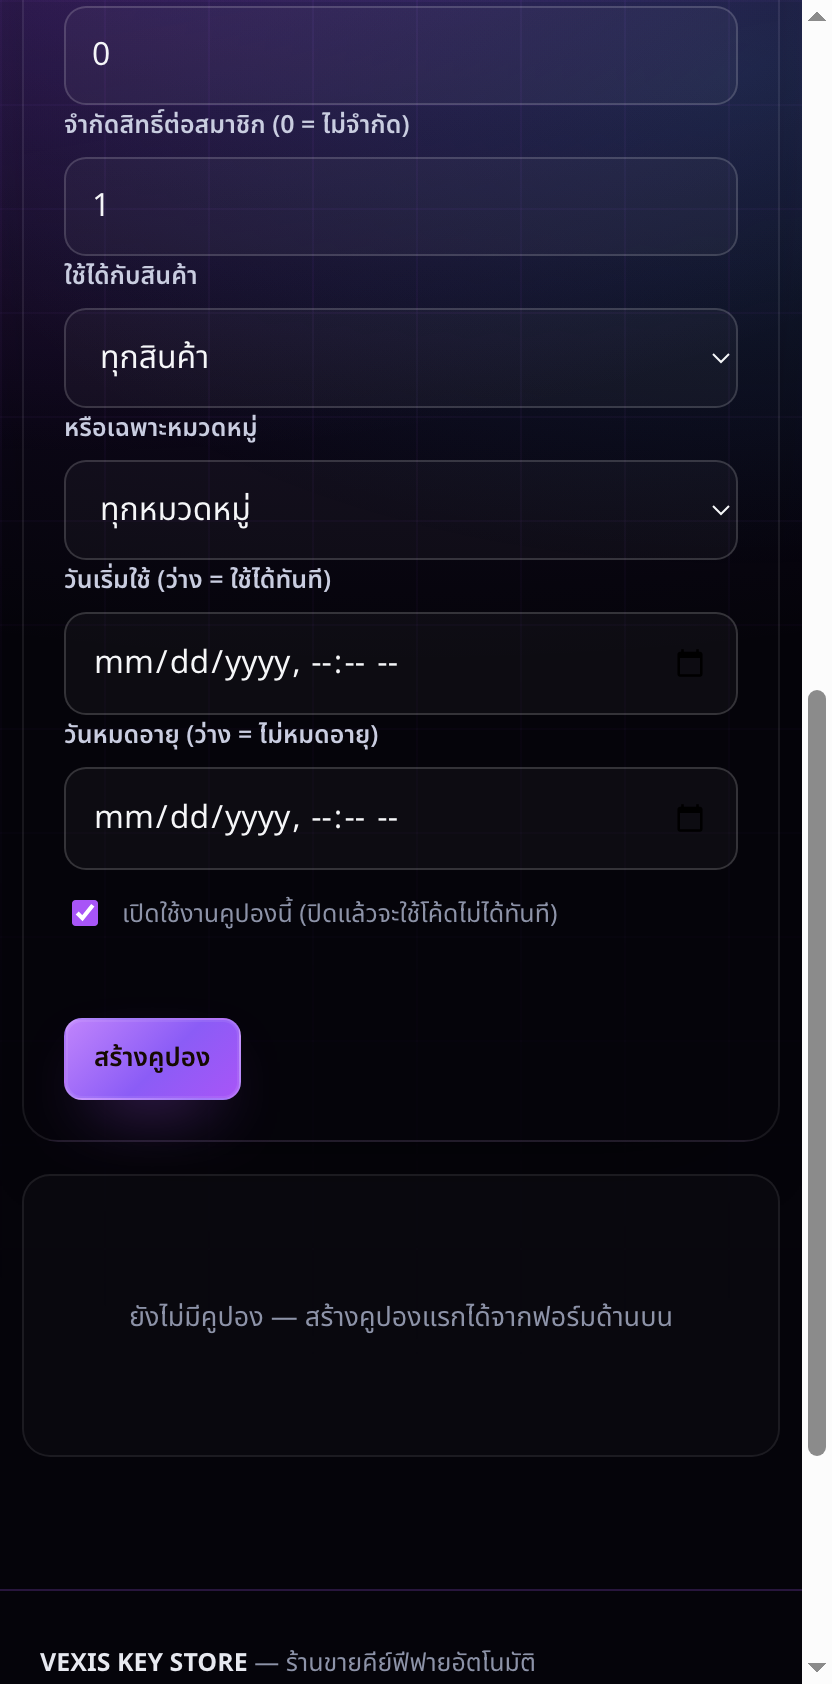 0
จำกัดสิทธิ์ต่อสมาชิก (0 = ไม่จำกัด)
1
ใช้ได้กับสินค้า
ทุกสินค้า
หรือเฉพาะหมวดหมู่
ทุกหมวดหมู่
วันเริ่มใช้ (ว่าง = ใช้ได้ทันที)
mm/dd/yyyy, --:-- --
วันหมดอายุ (ว่าง = ไม่หมดอายุ)
mm/dd/yyyy, --:-- --
เปิดใช้งานคูปองนี้ (ปิดแล้วจะใช้โค้ดไม่ได้ทันที)
สร้างคูปอง
ยังไม่มีคูปอง — สร้างคูปองแรกได้จากฟอร์มด้านบน
VEXIS KEY STORE — ร้านขายคีย์ฟีฟายอัตโนมัติ